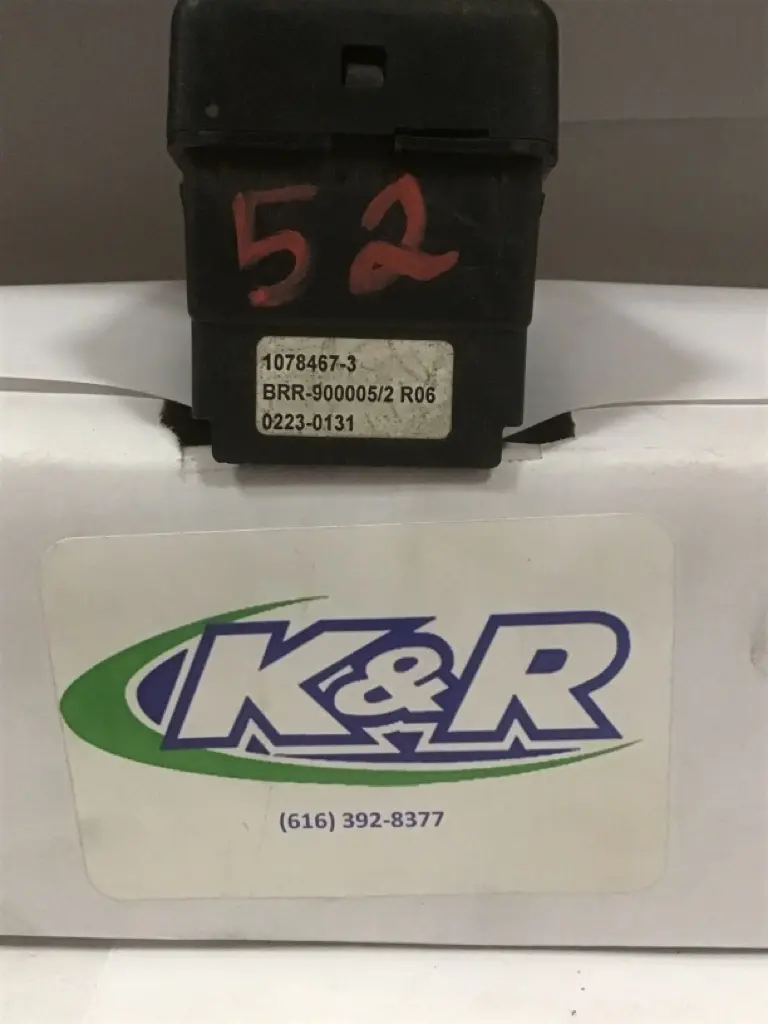 52
1078467-3
BRR-900005/2 R06
0223-0131
K&R
(616) 392-8377